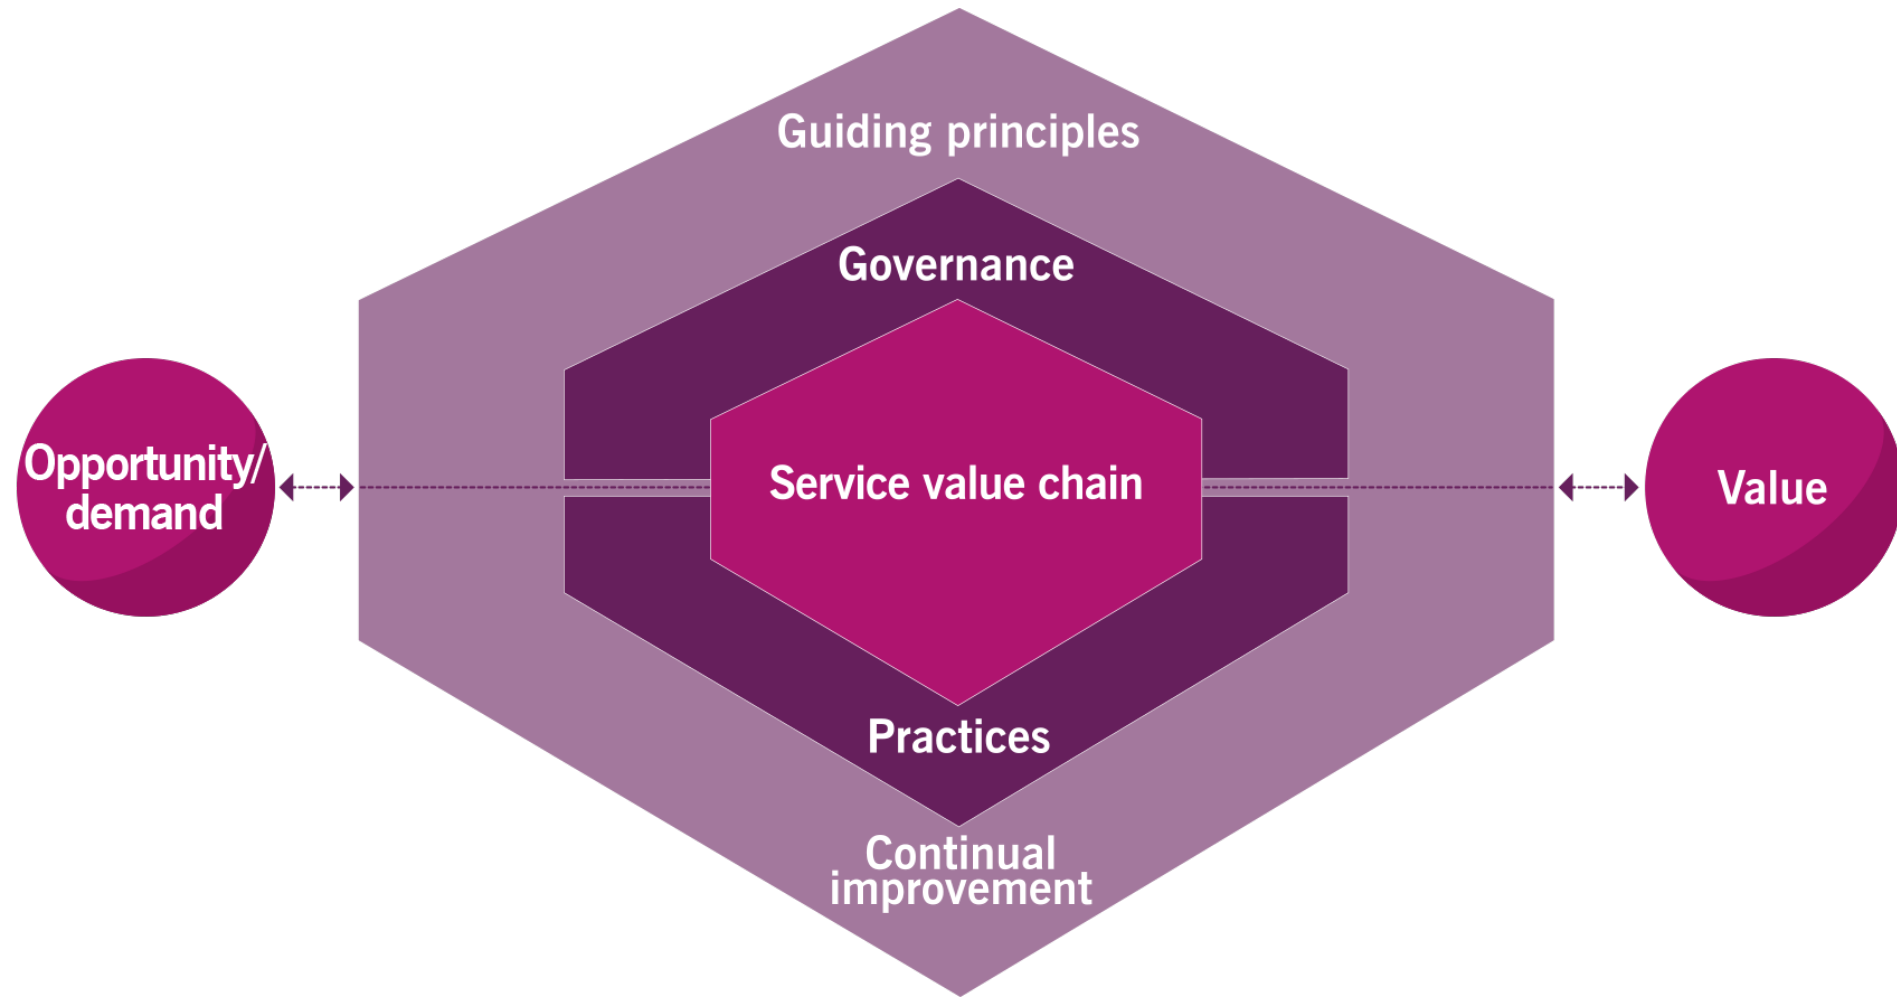 Guiding principles
Governance
Opportunity/
demand
Service value chain
Value
Practices
Continual
improvement